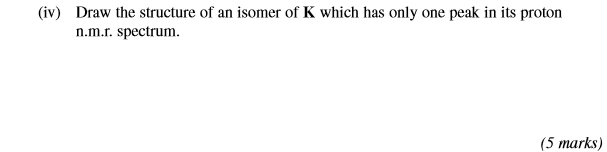 (iv) Draw the structure of an isomer of K which has only one peak in its proton
n.m.r. spectrum.
(5 marks)